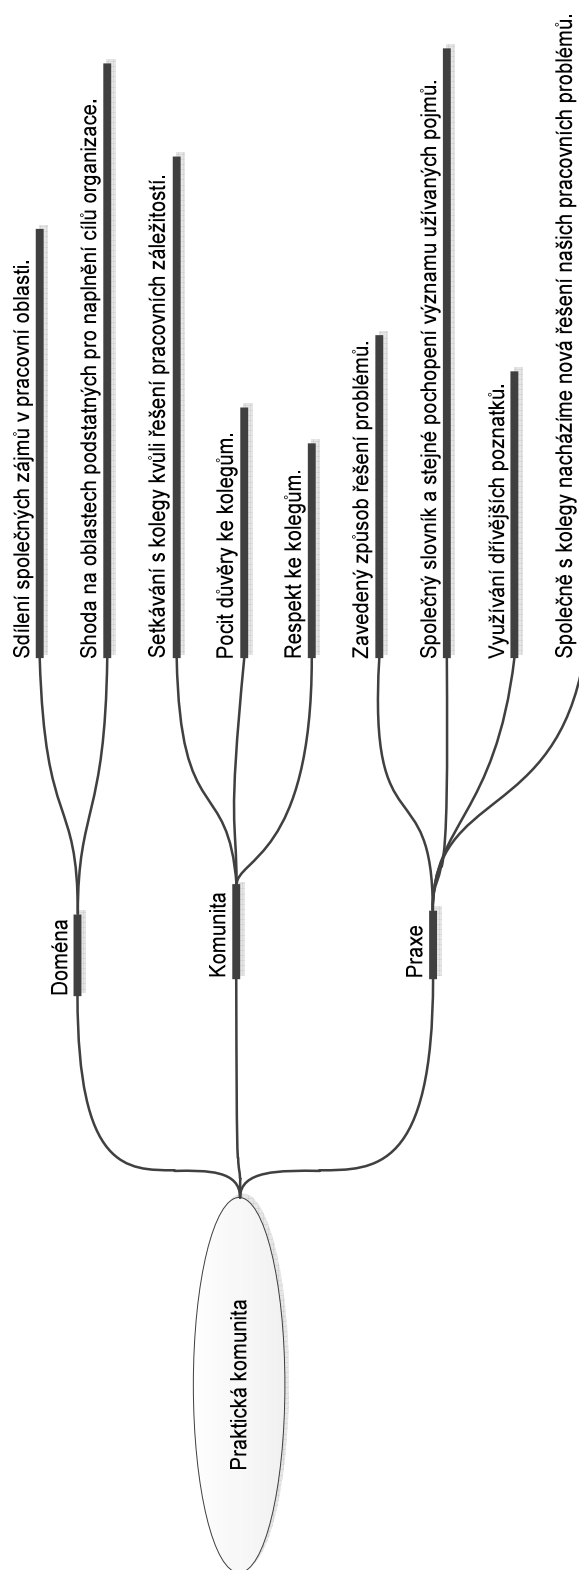 Praktická komunita
Doména
Sdílení společných zájmů v pracovní oblasti.
Shoda na oblastech podstatných pro naplnění cílů organizace.
Komunita
Setkávání s kolegy kvůli řešení pracovních záležitostí.
Pocit důvěry ke kolegům.
Respekt ke kolegům.
Praxe
Zavedený způsob řešení problémů.
Společný slovník a stejné pochopení významu užívaných pojmů.
Využívání dřívějších poznatků.
Společně s kolegy nacházíme nová řešení našich pracovních problémů.